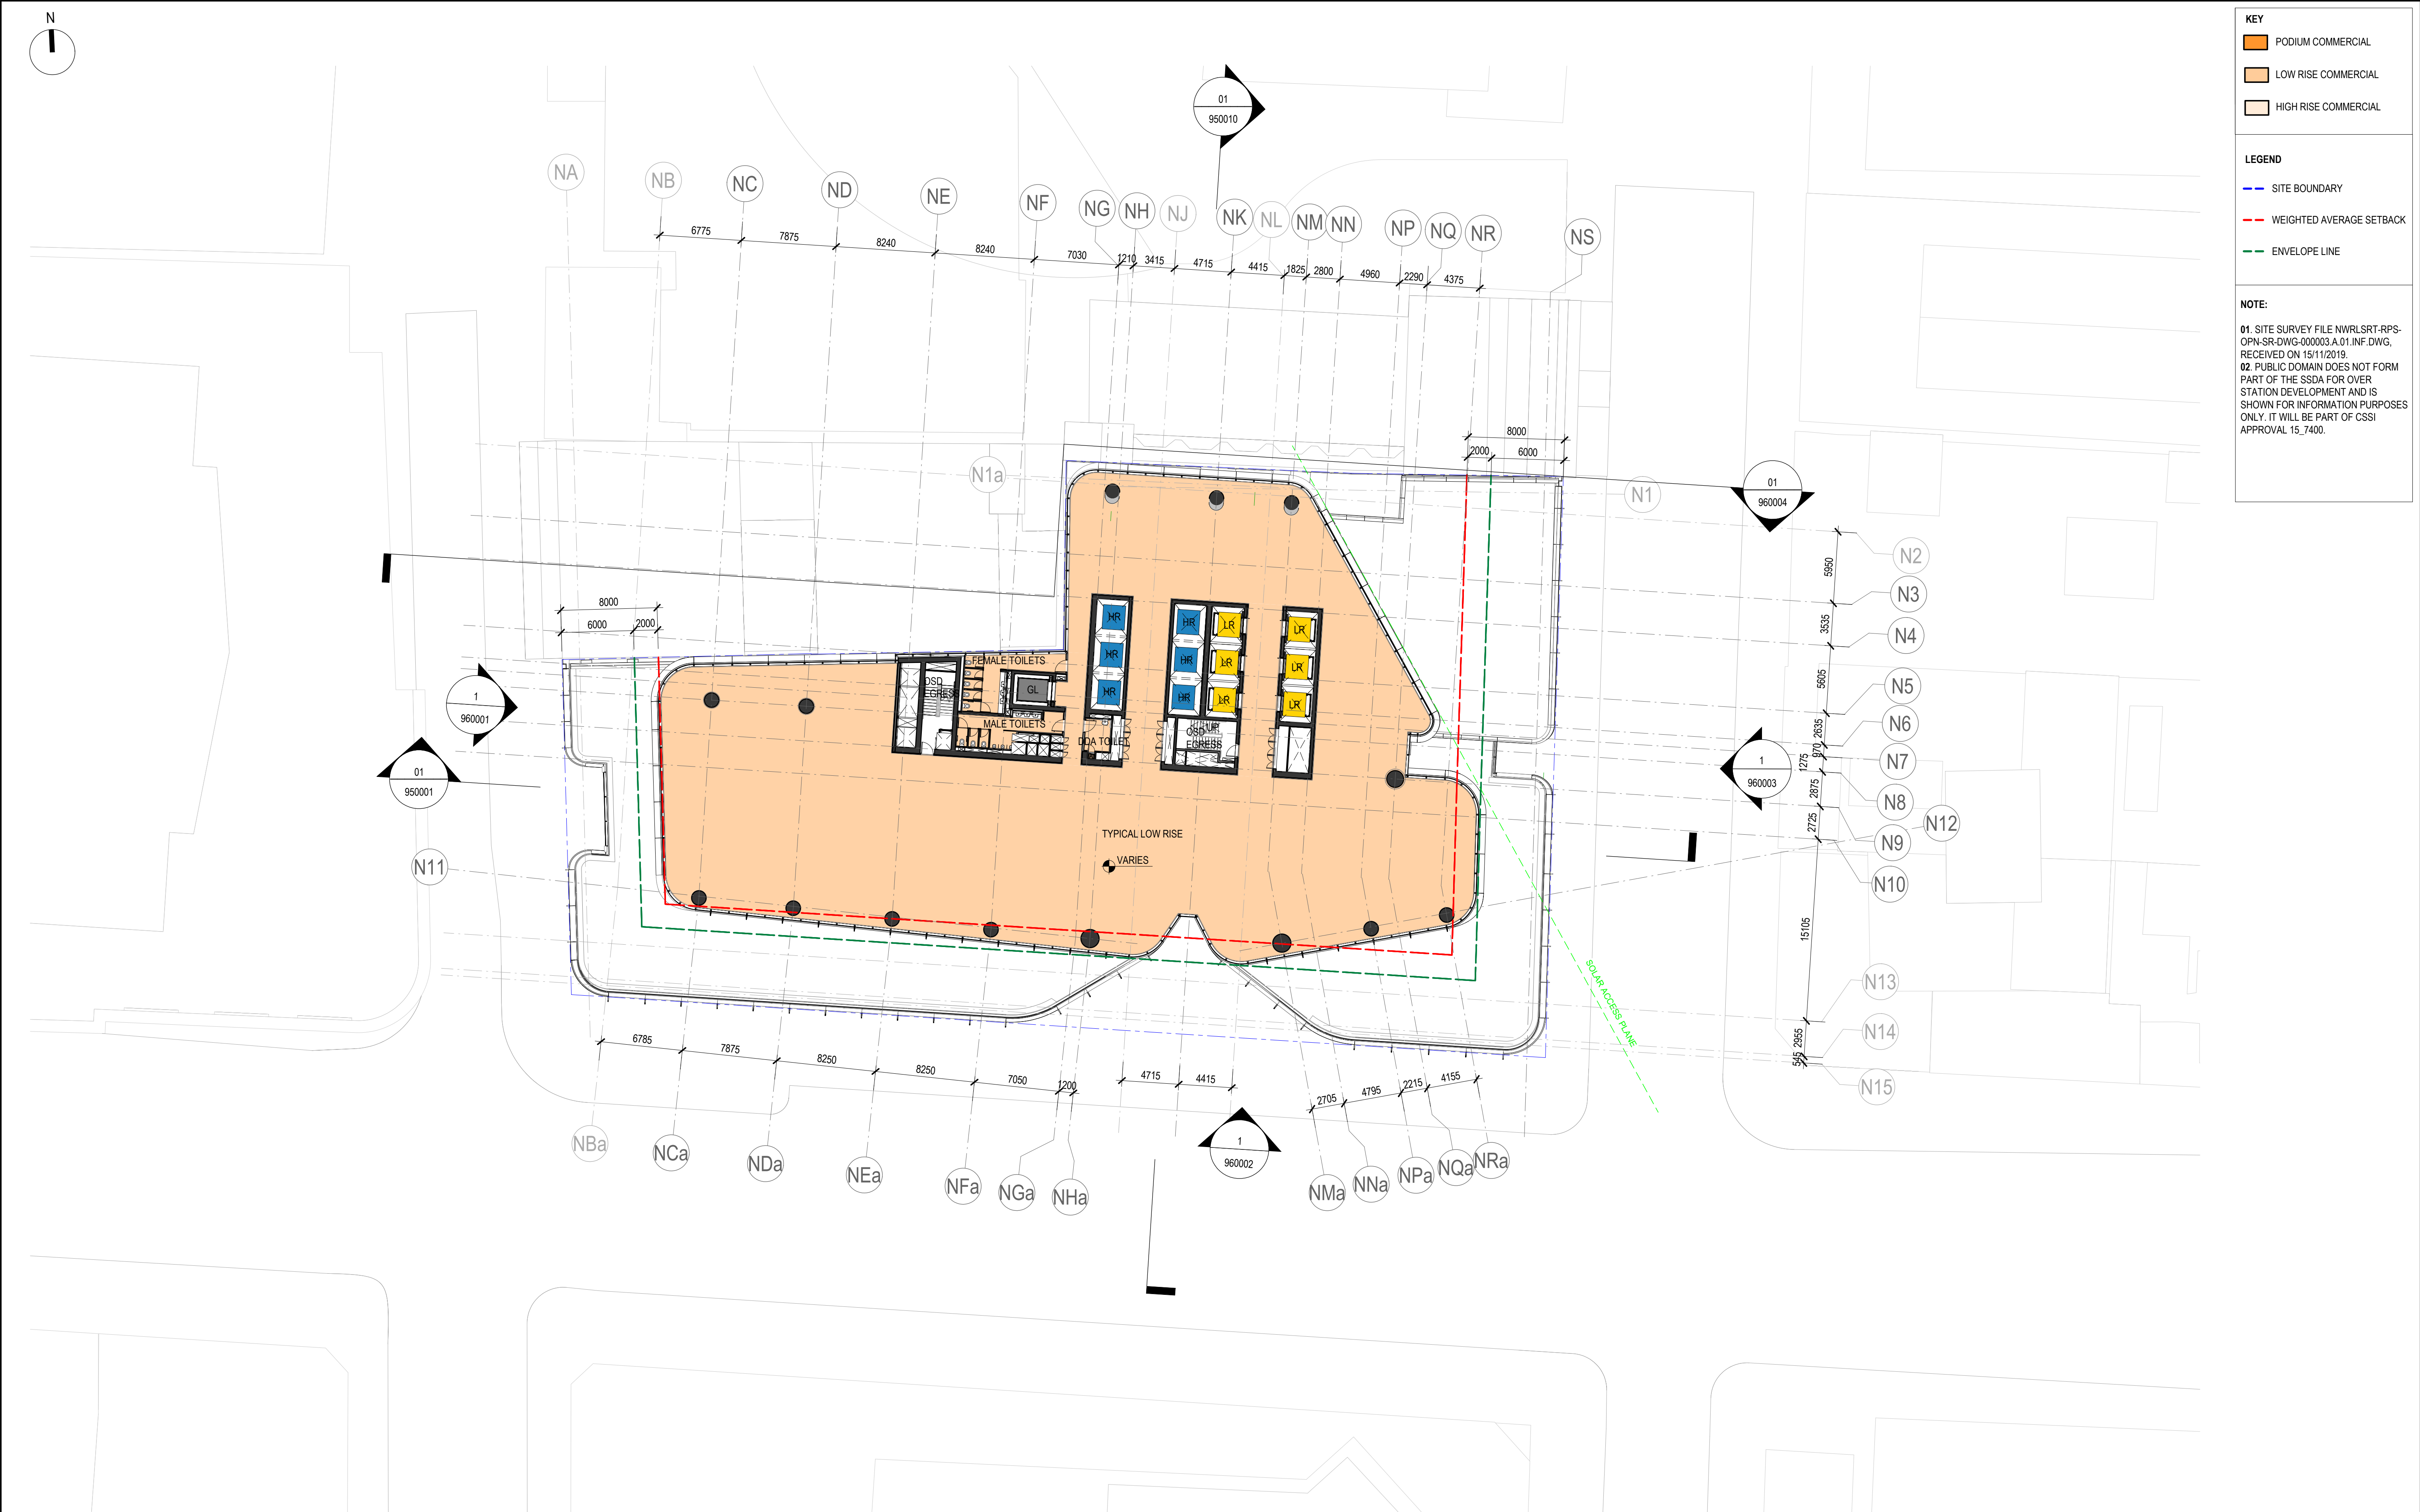 N
KEY
PODIUM COMMERCIAL
LOW RISE COMMERCIAL
HIGH RISE COMMERCIAL
LEGEND
SITE BOUNDARY
WEIGHTED AVERAGE SETBACK
ENVELOPE LINE
NOTE:
01. SITE SURVEY FILE NWRLSRT-RPS-
OPN-SR-DWG-000003.A.01.INF.DWG,
RECEIVED ON 15/11/2019.
02. PUBLIC DOMAIN DOES NOT FORM
PART OF THE SSDA FOR OVER
STATION DEVELOPMENT AND IS
SHOWN FOR INFORMATION PURPOSES
ONLY. IT WILL BE PART OF CSSI
APPROVAL 15_7400.
01
950010
NA
NB
NC
ND
NE
NF
NG
NH
NJ
NK
NL
NM
NN
NP
NQ
NR
NS
6775
7875
8240
8240
7030
1210
3415
4715
4415
1825
2800
4960
2290
4375
8000
2000
6000
N1a
N1
01
960004
N2
5950
N3
3535
N4
5605
N5
2635
N6
970
N7
1275
2875
N8
2725
N9
N12
N10
15105
N13
2955
N14
545
N15
8000
6000
2000
1
960001
01
950001
N11
1
960003
HR
HR
HR
HR
HR
HR
LR
LR
LR
LR
LR
LR
FEMALE TOILETS
OSD
EGRESS
GL
MALE TOILETS
DDA TOILET
UP
OSD
EGRESS
TYPICAL LOW RISE
VARIES
SOLAR ACCESS PLANE
6785
7875
8250
8250
7050
1200
4715
4415
2705
4795
2215
4155
NBa
NCa
NDa
NEa
NFa
NGa
NHa
1
960002
NMa
NNa
NPa
NQa
NRa